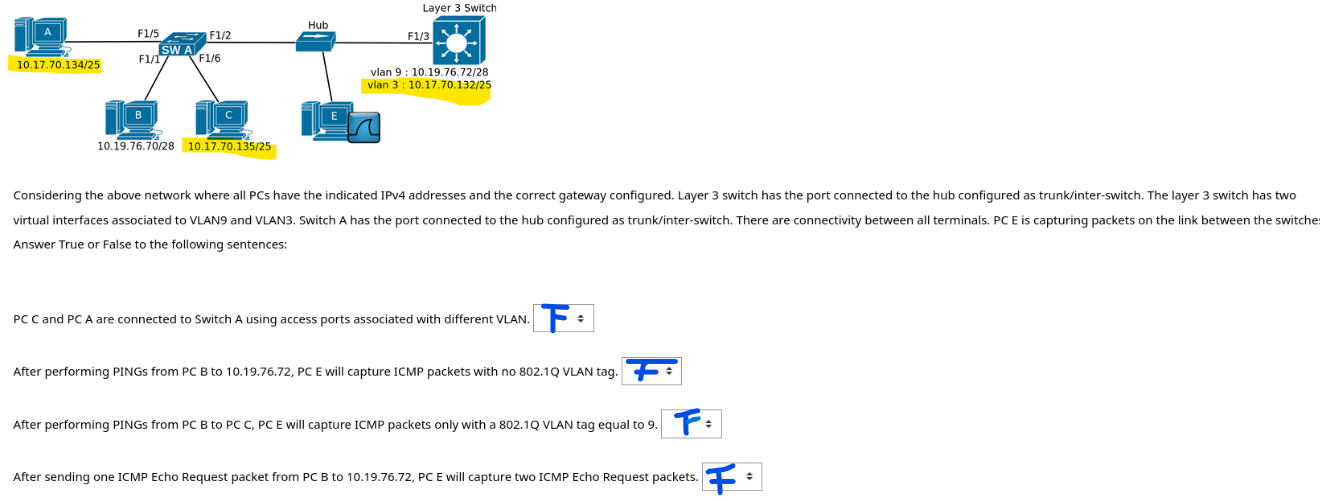 Layer 3 Switch
Hub
A
F1/5
F1/2
F1/3
SW A
10.17.70.134/25
F1/1
F1/6
vlan 9 : 10.19.76.72/28
vlan 3 : 10.17.70.132/25
B
C
E
10.19.76.70/28
10.17.70.135/25
Considering the above network where all PCs have the indicated IPv4 addresses and the correct gateway configured. Layer 3 switch has the port connected to the hub configured as trunk/inter-switch. The layer 3 switch has two
virtual interfaces associated to VLAN9 and VLAN3. Switch A has the port connected to the hub configured as trunk/inter-switch. There are connectivity between all terminals. PC E is capturing packets on the link between the switches
Answer True or False to the following sentences:
PC C and PC A are connected to Switch A using access ports associated with different VLAN. F
After performing PINGs from PC B to 10.19.76.72, PC E will capture ICMP packets with no 802.1Q VLAN tag. F
After performing PINGs from PC B to PC C, PC E will capture ICMP packets only with a 802.1Q VLAN tag equal to 9. F
After sending one ICMP Echo Request packet from PC B to 10.19.76.72, PC E will capture two ICMP Echo Request packets. F